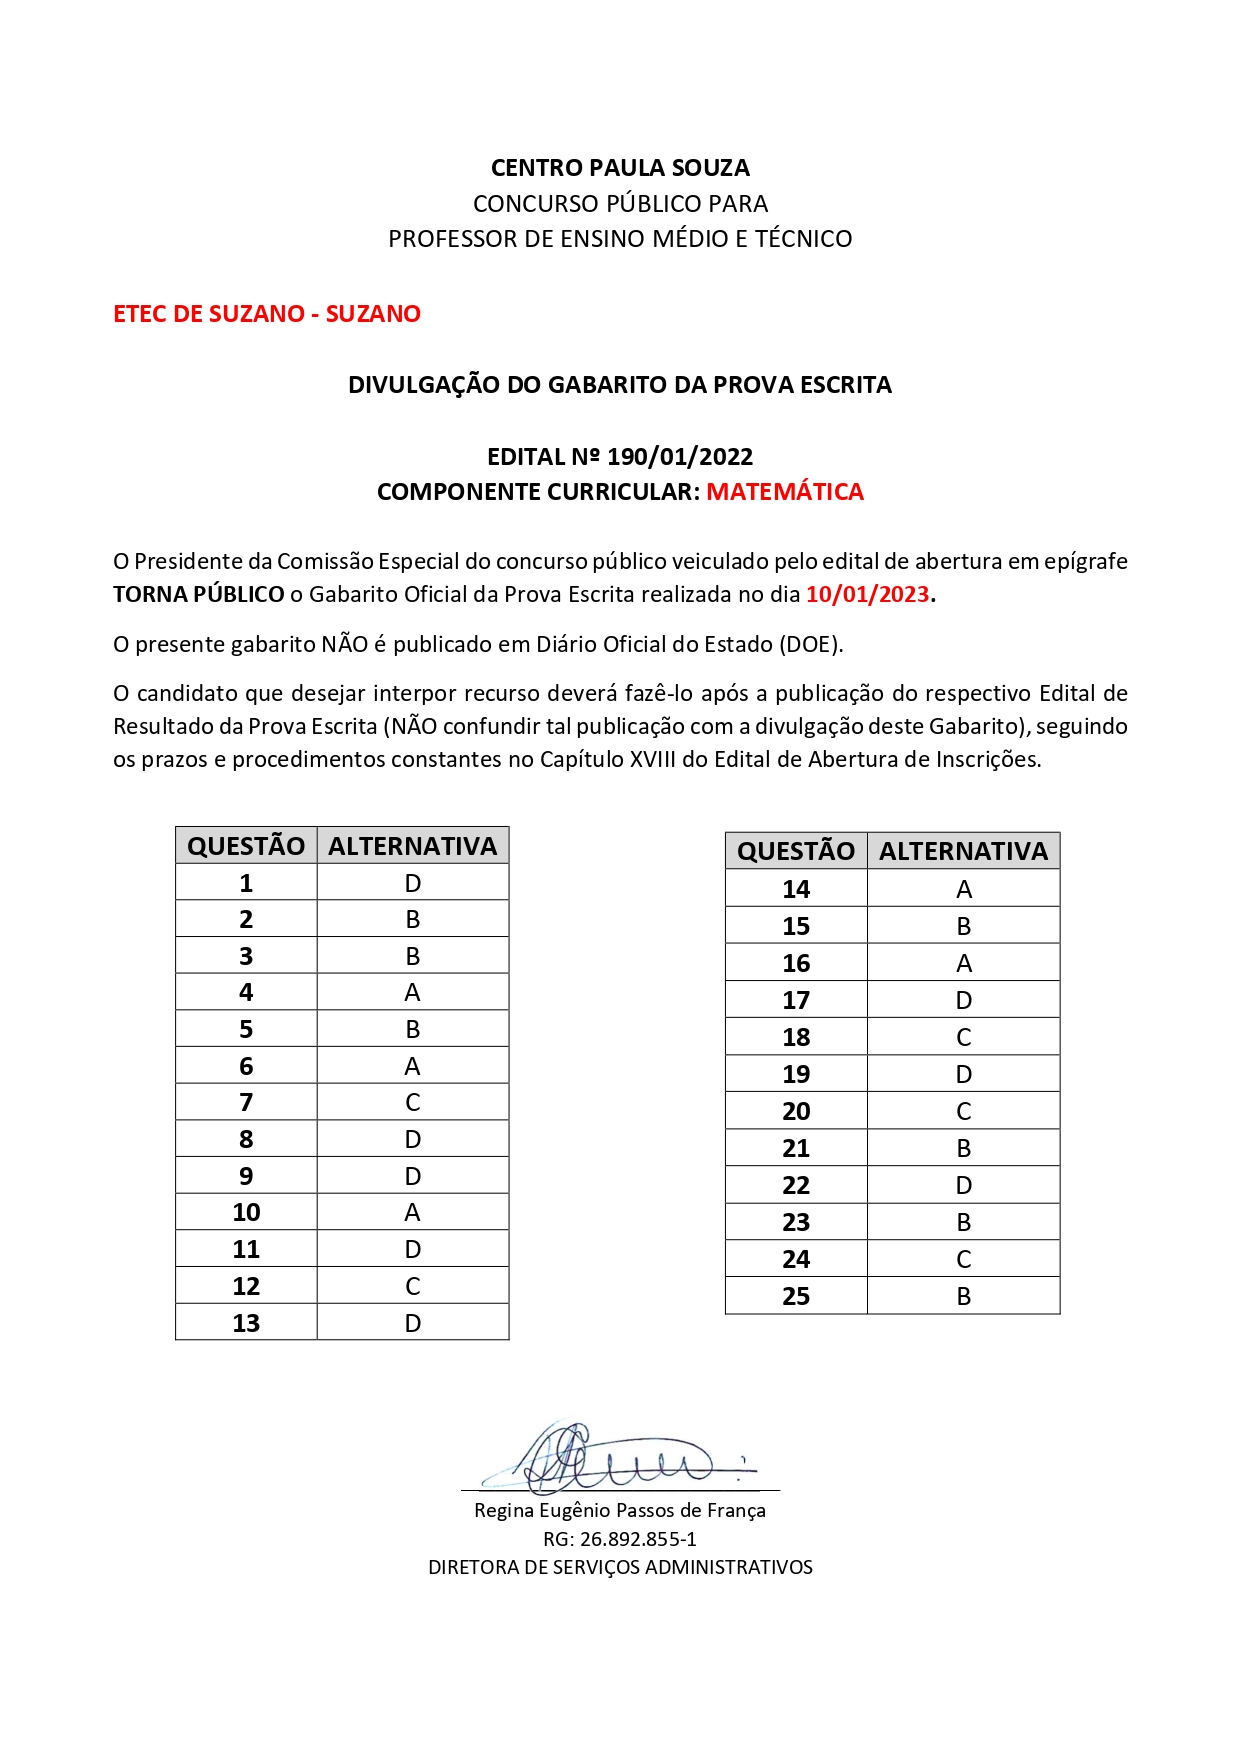 CENTRO PAULA SOUZA
CONCURSO PÚBLICO PARA
PROFESSOR DE ENSINO MÉDIO E TÉCNICO
ETEC DE SUZANO - SUZANO
DIVULGAÇÃO DO GABARITO DA PROVA ESCRITA
EDITAL Nº 190/01/2022
COMPONENTE CURRICULAR: MATEMÁTICA
O Presidente da Comissão Especial do concurso público veiculado pelo edital de abertura em epígrafe
TORNA PÚBLICO o Gabarito Oficial da Prova Escrita realizada no dia 10/01/2023.
O presente gabarito NÃO é publicado em Diário Oficial do Estado (DOE).
O candidato que desejar interpor recurso deverá fazê-lo após a publicação do respectivo Edital de
Resultado da Prova Escrita (NÃO confundir tal publicação com a divulgação deste Gabarito), seguindo
os prazos e procedimentos constantes no Capítulo XVIII do Edital de Abertura de Inscrições.
QUESTÃO ALTERNATIVA
1 D
2 B
3 B
4 A
5 B
6 A
7 C
8 D
9 D
10 A
11 D
12 C
13 D
QUESTÃO ALTERNATIVA
14 A
15 B
16 A
17 D
18 C
19 D
20 C
21 B
22 D
23 B
24 C
25 B
Regina Eugênio Passos de França
RG: 26.892.855-1
DIRETORA DE SERVIÇOS ADMINISTRATIVOS